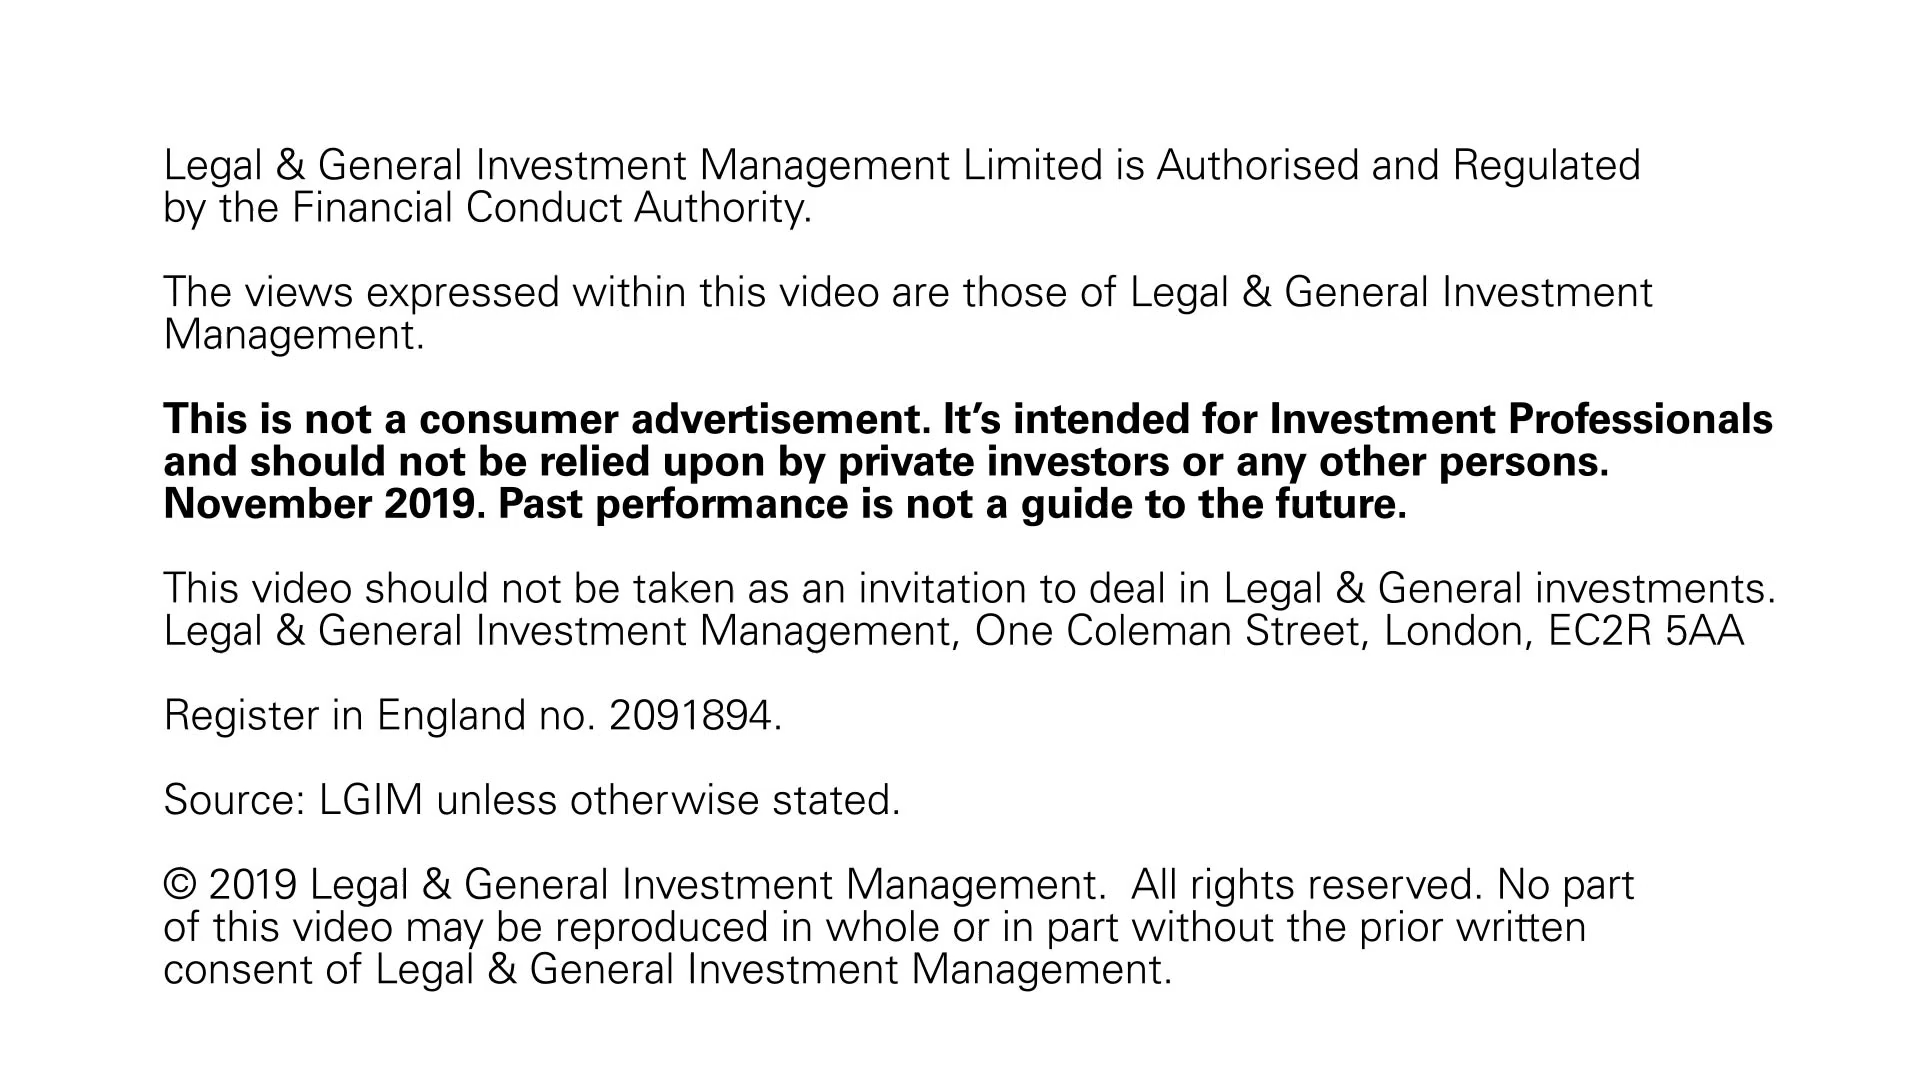 Legal & General Investment Management Limited is Authorised and Regulated
by the Financial Conduct Authority.
The views expressed within this video are those of Legal & General Investment
Management.
This is not a consumer advertisement. It’s intended for Investment Professionals
and should not be relied upon by private investors or any other persons.
November 2019. Past performance is not a guide to the future.
This video should not be taken as an invitation to deal in Legal & General investments.
Legal & General Investment Management, One Coleman Street, London, EC2R 5AA
Register in England no. 2091894.
Source: LGIM unless otherwise stated.
© 2019 Legal & General Investment Management.  All rights reserved. No part
of this video may be reproduced in whole or in part without the prior written
consent of Legal & General Investment Management.